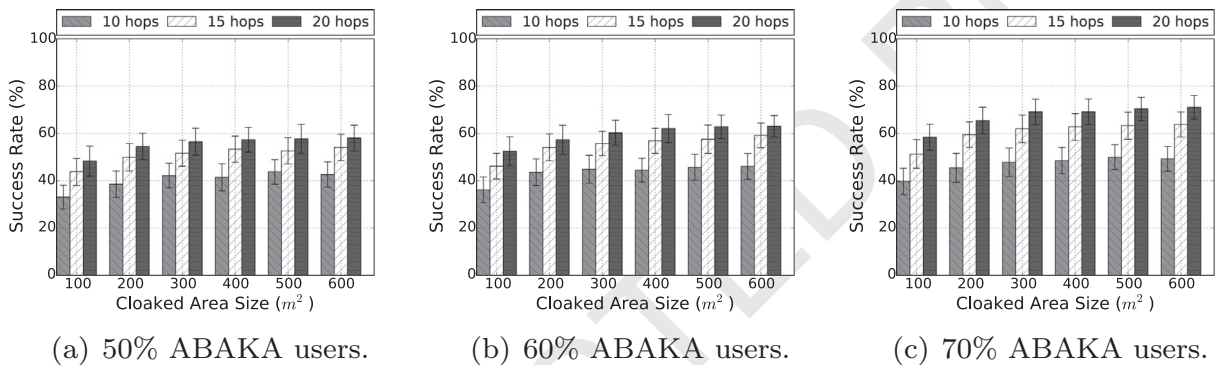 10 hops 15 hops 20 hops
100
80
60
40
20
0
Success Rate (%)
100 200 300 400 500 600
Cloaked Area Size (m²)
(a) 50% ABAKA users.
10 hops 15 hops 20 hops
100
80
60
40
20
0
Success Rate (%)
100 200 300 400 500 600
Cloaked Area Size (m²)
(b) 60% ABAKA users.
10 hops 15 hops 20 hops
100
80
60
40
20
0
Success Rate (%)
100 200 300 400 500 600
Cloaked Area Size (m²)
(c) 70% ABAKA users.